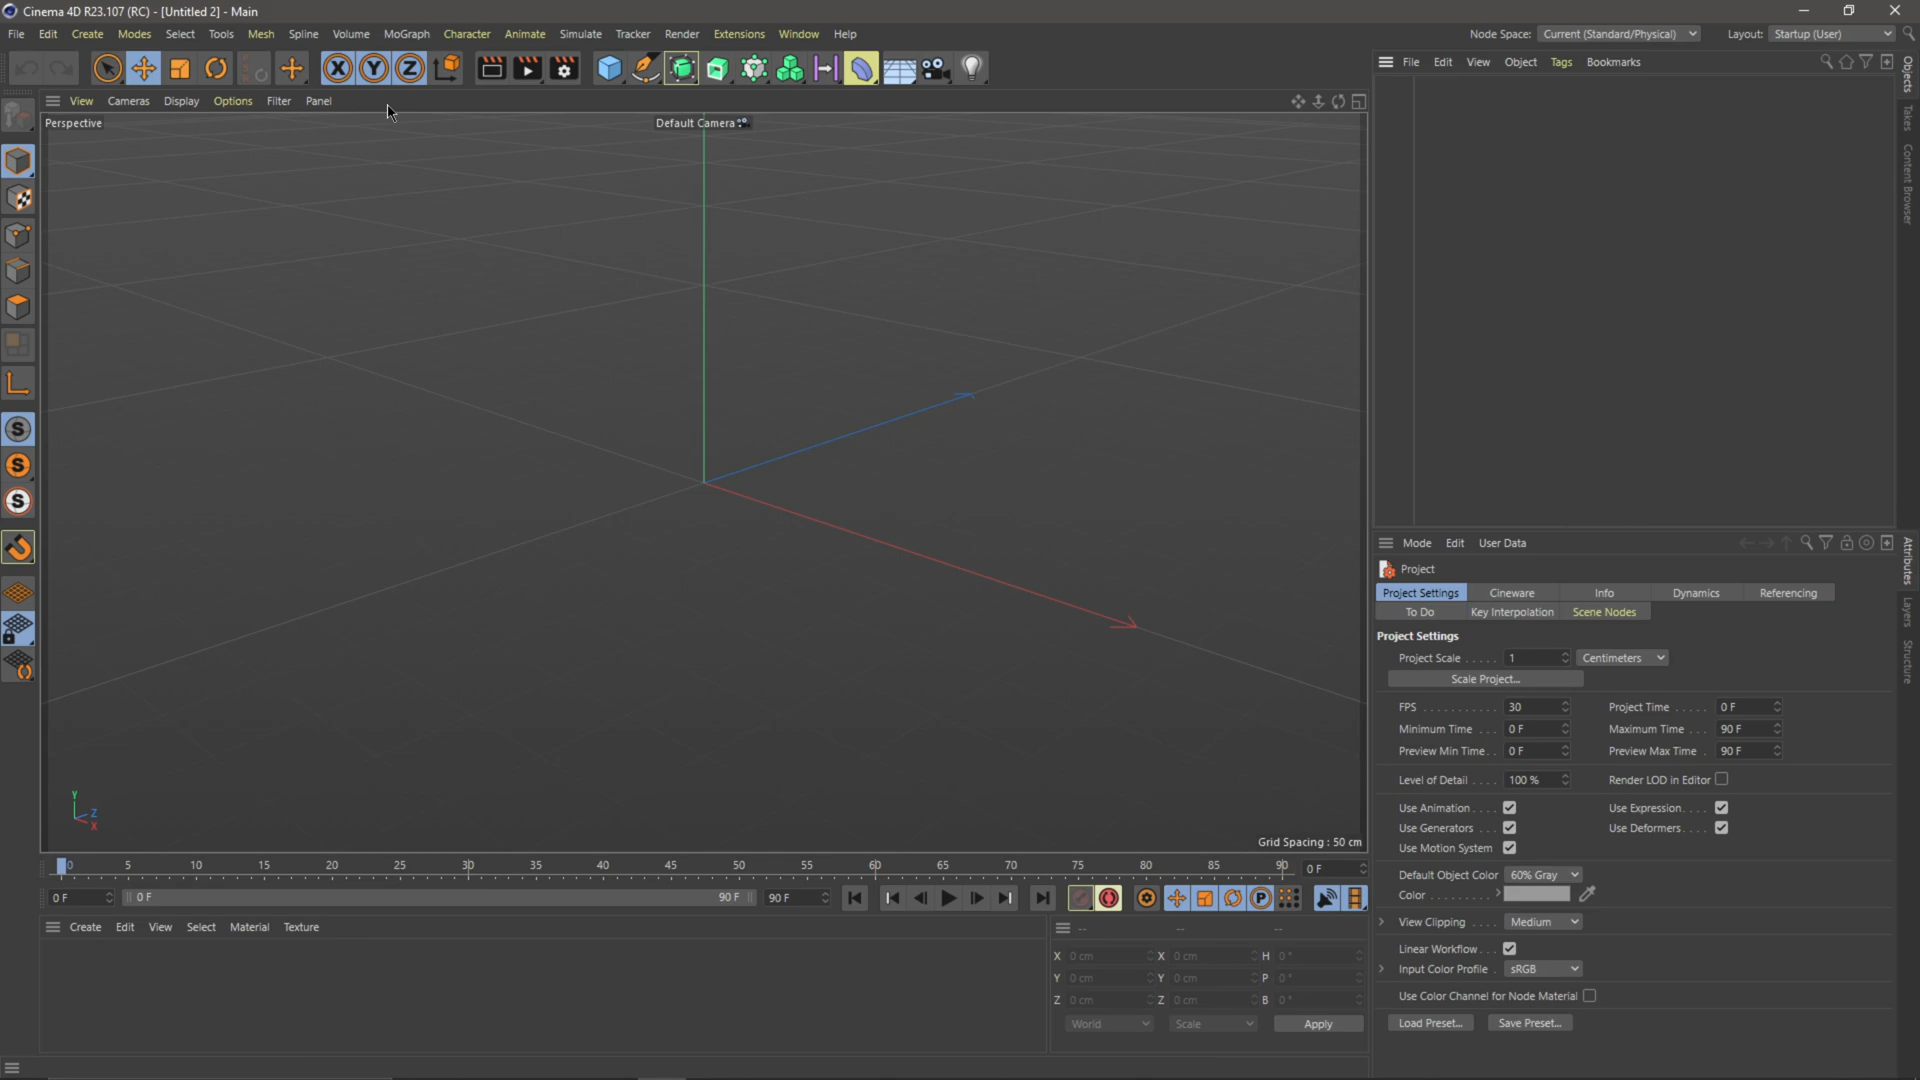 Cinema 4D R23.107 (RC) - [Untitled 2] - Main
File Edit Create Modes Select Tools Mesh Spline Volume MoGraph Character Animate Simulate Tracker Render Extensions Window Help Node Space: Current (Standard/Physical) Layout: Startup (User)
X Y Z
File Edit View Object Tags Bookmarks
View Cameras Display Options Filter Panel
Perspective Default Camera
Objects
Takes
Content Browser
S
S
S
Mode Edit User Data
Project
Project Settings Cineware Info Dynamics Referencing
To Do Key Interpolation Scene Nodes
Project Settings
Project Scale . . . . . 1 Centimeters
Scale Project...
FPS . . . . . . . . . . . 30 Project Time . . . . . 0 F
Minimum Time . . . 0 F Maximum Time . . . 90 F
Preview Min Time. . 0 F Preview Max Time . 90 F
Level of Detail . . . . 100 % Render LOD in Editor
Use Animation . . . . Use Expression. . . .
Use Generators . . . Use Deformers. . . .
Use Motion System
Default Object Color 60% Gray
Color . . . . . . . . . .
View Clipping . . . . Medium
Linear Workflow. . .
Input Color Profile . sRGB
Use Color Channel for Node Material
Load Preset... Save Preset...
Attributes
Layers
Structure
Y
Z
X
Grid Spacing : 50 cm
0 5 10 15 20 25 30 35 40 45 50 55 60 65 70 75 80 85 90 0 F
0 F 0 F 90 F 90 F P
Create Edit View Select Material Texture
-- -- --
X 0 cm X 0 cm H 0 °
Y 0 cm Y 0 cm P 0 °
Z 0 cm Z 0 cm B 0 °
World Scale Apply